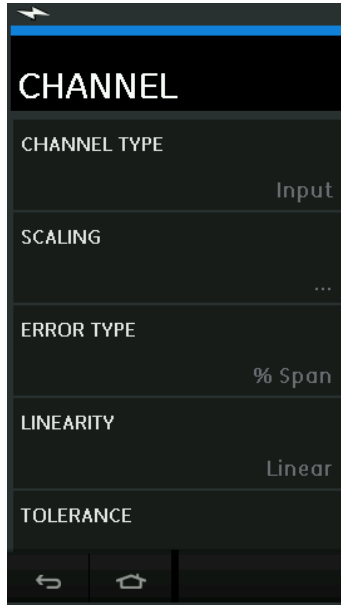 CHANNEL
CHANNEL TYPE
Input
SCALING
...
ERROR TYPE
% Span
LINEARITY
Linear
TOLERANCE